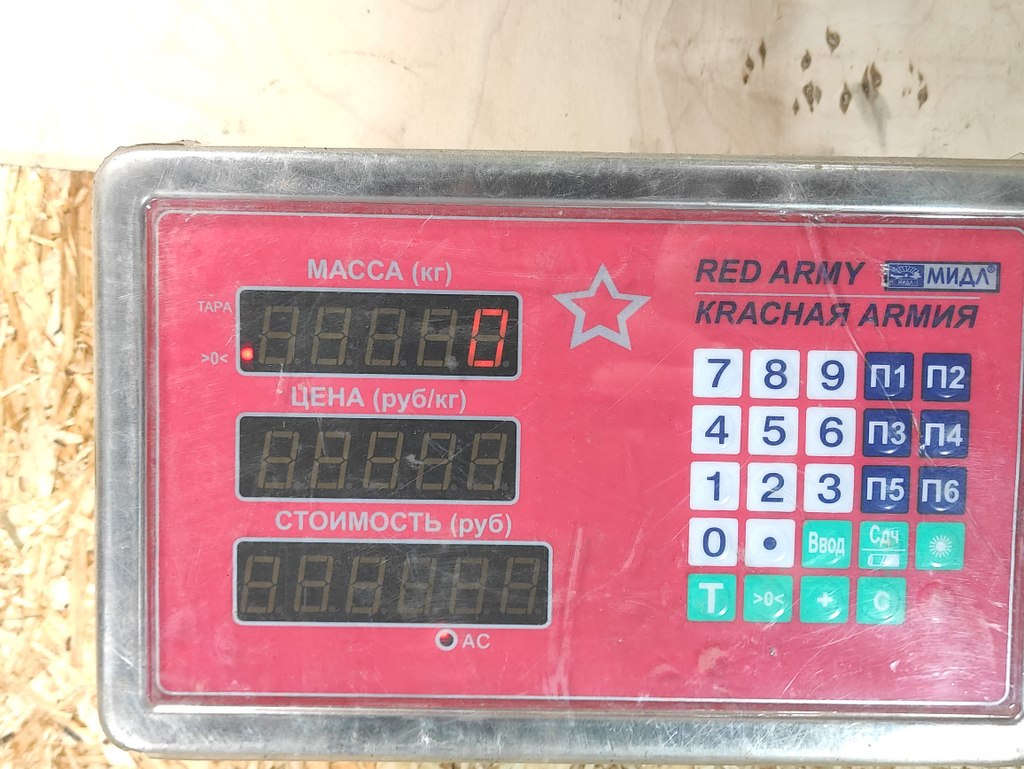 МАССА (кг)
ТАРА
>0<
0
ЦЕНА (руб/кг)
СТОИМОСТЬ (руб)
AC
RED ARMY МИДЛ®
КRАСНАЯ АRМИЯ
7 8 9 П1 П2
4 5 6 П3 П4
1 2 3 П5 П6
0 • Ввод Сдч
T >0< + C